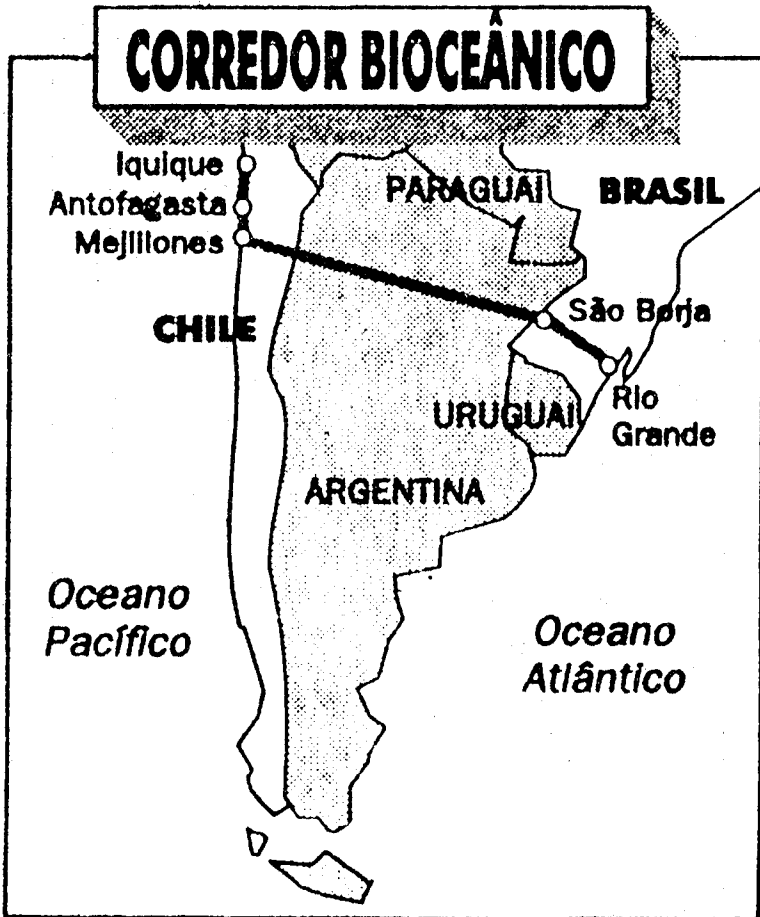 CORREDOR BIOCEÂNICO
Iquique
Antofagasta
Mejillones
PARAGUAI
BRASIL
CHILE
São Borja
URUGUAI
Rio
Grande
ARGENTINA
Oceano
Pacífico
Oceano
Atlântico